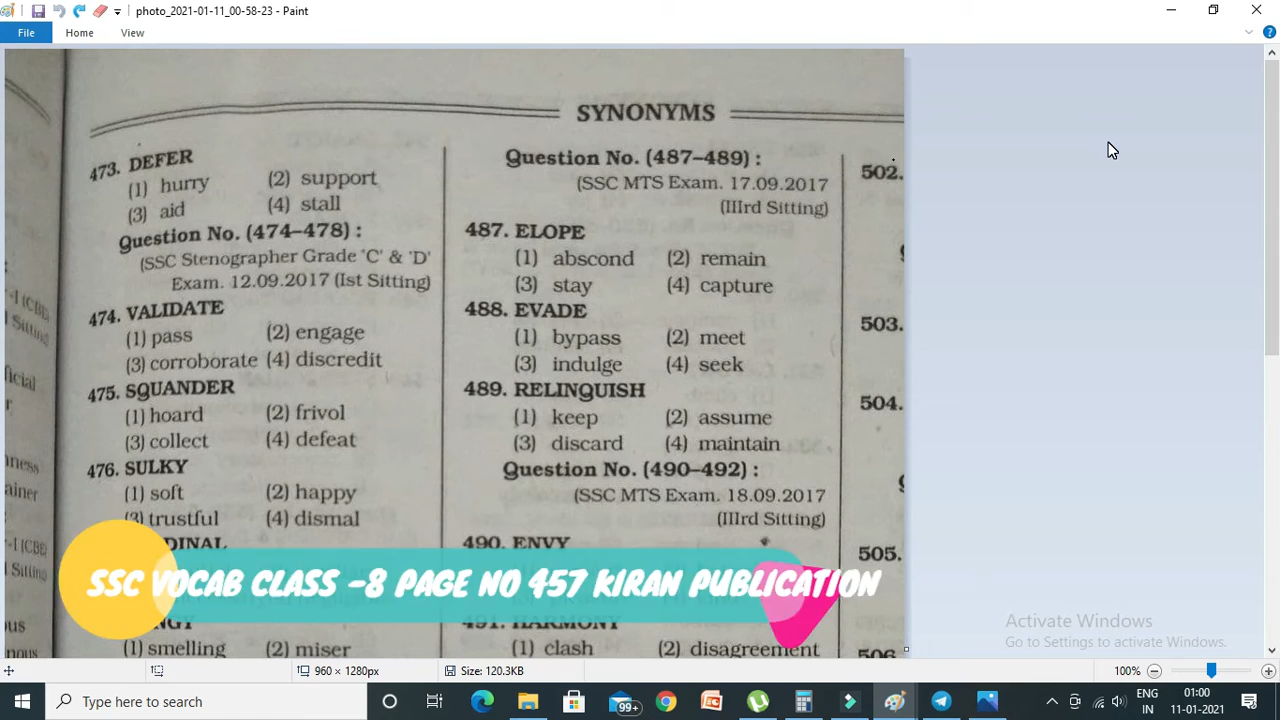 photo_2021-01-11_00-58-23 - Paint
File
Home
View
SYNONYMS
473. DEFER
(1) hurry (2) support
(3) aid (4) stall
Question No. (474–478) :
(SSC Stenographer Grade 'C' & 'D'
Exam. 12.09.2017 (Ist Sitting)
474. VALIDATE
(1) pass (2) engage
(3) corroborate (4) discredit
475. SQUANDER
(1) hoard (2) frivol
(3) collect (4) defeat
476. SULKY
(1) soft (2) happy
(3) trustful (4) dismal
DINAL
NGY
(1) smelling (2) miser
Question No. (487–489) :
(SSC MTS Exam. 17.09.2017
(IIIrd Sitting)
487. ELOPE
(1) abscond (2) remain
(3) stay (4) capture
488. EVADE
(1) bypass (2) meet
(3) indulge (4) seek
489. RELINQUISH
(1) keep (2) assume
(3) discard (4) maintain
Question No. (490–492) :
(SSC MTS Exam. 18.09.2017
(IIIrd Sitting)
490. ENVY
491. HARMONY
(1) clash (2) disagreement
502.
503.
504.
505.
506
SSC VOCAB CLASS -8 PAGE NO 457 KIRAN PUBLICATION
Activate Windows
Go to Settings to activate Windows.
960 × 1280px
Size: 120.3KB
100%
Type here to search
99+
ENG
IN
01:00
11-01-2021